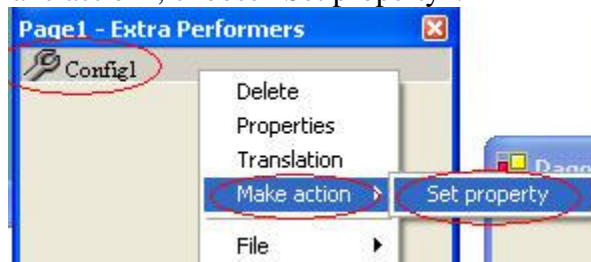 Page1 - Extra Performers
Config1
Delete
Properties
Translation
Make action
Set property
File